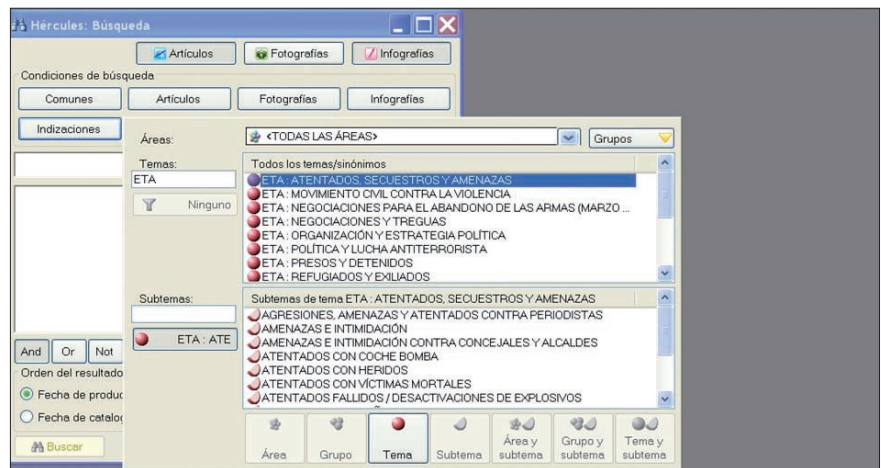 Hércules: Búsqueda
Artículos Fotografías Infografías
Condiciones de búsqueda
Comunes Artículos Fotografías Infografías
Indizaciones
Áreas: <TODAS LAS ÁREAS> Grupos
Temas: Todos los temas/sinónimos
ETA
Ninguno
ETA : ATENTADOS, SECUESTROS Y AMENAZAS
ETA : MOVIMIENTO CIVIL CONTRA LA VIOLENCIA
ETA : NEGOCIACIONES PARA EL ABANDONO DE LAS ARMAS (MARZO ...
ETA : NEGOCIACIONES Y TREGUAS
ETA : ORGANIZACIÓN Y ESTRATEGIA POLÍTICA
ETA : POLÍTICA Y LUCHA ANTITERRORISTA
ETA : PRESOS Y DETENIDOS
ETA : REFUGIADOS Y EXILIADOS
Subtemas: Subtemas de tema ETA : ATENTADOS, SECUESTROS Y AMENAZAS
ETA : ATE
AGRESIONES, AMENAZAS Y ATENTADOS CONTRA PERIODISTAS
AMENAZAS E INTIMIDACIÓN
AMENAZAS E INTIMIDACIÓN CONTRA CONCEJALES Y ALCALDES
ATENTADOS CON COCHE BOMBA
ATENTADOS CON HERIDOS
ATENTADOS CON VÍCTIMAS MORTALES
ATENTADOS FALLIDOS / DESACTIVACIONES DE EXPLOSIVOS
And Or Not
Orden del resultado
Fecha de produc
Fecha de catalog
Buscar
Área Grupo Tema Subtema Área y subtema Grupo y subtema Tema y subtema